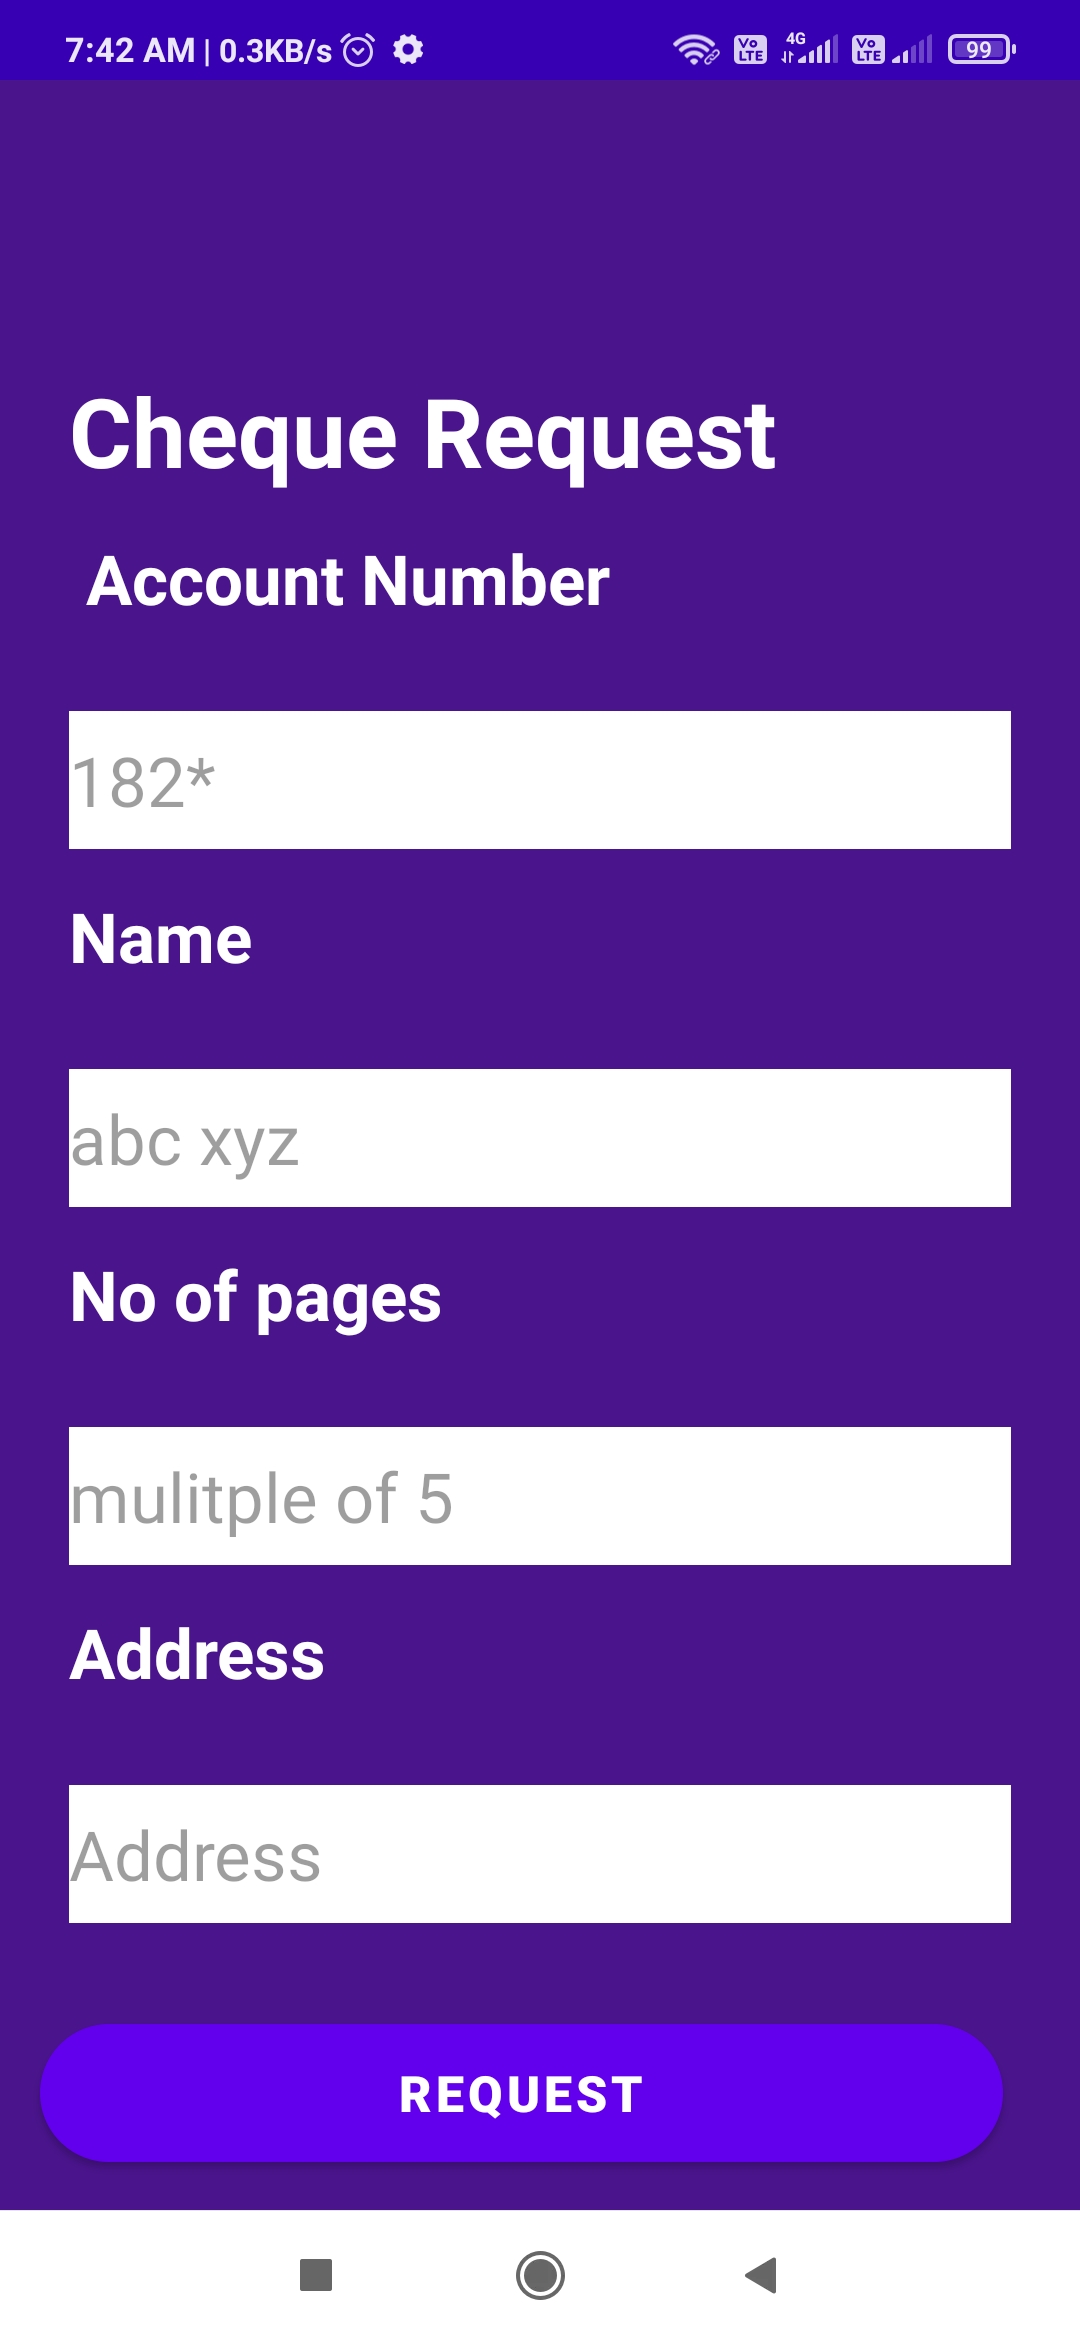 7:42 AM | 0.3KB/s
Vo LTE 4G Vo LTE 99
Cheque Request
Account Number
182*
Name
abc xyz
No of pages
mulitple of 5
Address
Address
REQUEST